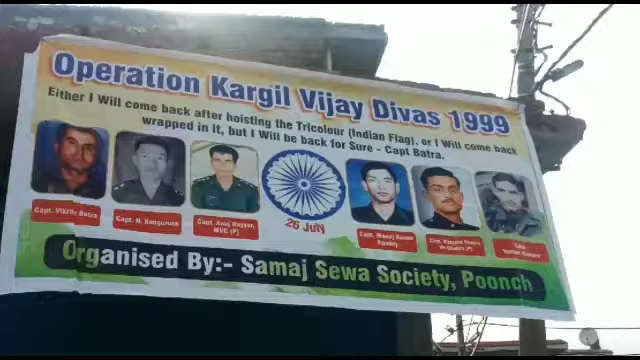 Operation Kargil Vijay Divas 1999
Either I Will come back after hoisting the Tricolour (Indian Flag), or I Will come back
wrapped in it, but I Will be back for Sure - Capt Batra.
Capt. Vikram Batra
Capt. N. Kenguruse
Capt. Anuj Nayyar,
MVC (P)
26 July
Capt. Manoj Kumar
Pandey
Organised By:- Samaj Sewa Society, Poonch